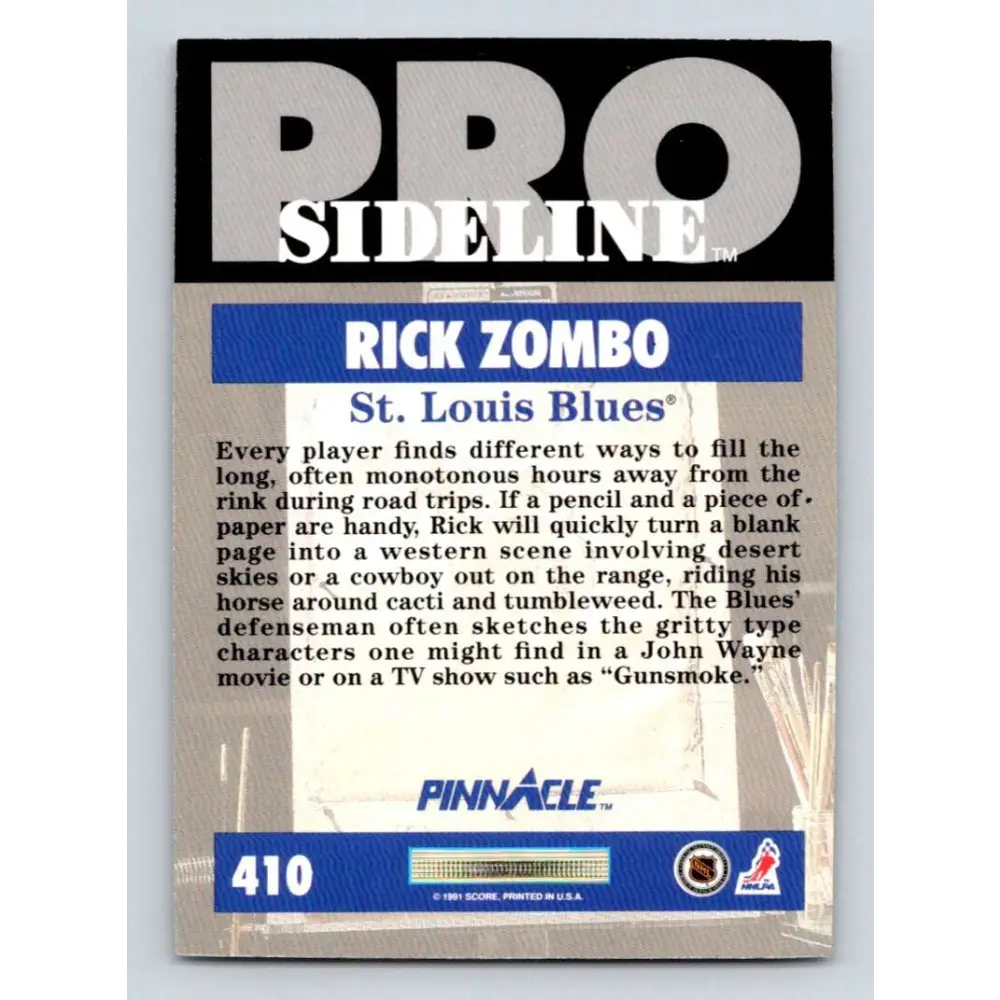 PRO
SIDELINE™
RICK ZOMBO
St. Louis Blues®
Every player finds different ways to fill the
long, often monotonous hours away from the
rink during road trips. If a pencil and a piece of
paper are handy, Rick will quickly turn a blank
page into a western scene involving desert
skies or a cowboy out on the range, riding his
horse around cacti and tumbleweed. The Blues'
defenseman often sketches the gritty type
characters one might find in a John Wayne
movie or on a TV show such as “Gunsmoke.”
PINNACLE™
410
© 1991 SCORE, PRINTED IN U.S.A.
NHL
NHLPA